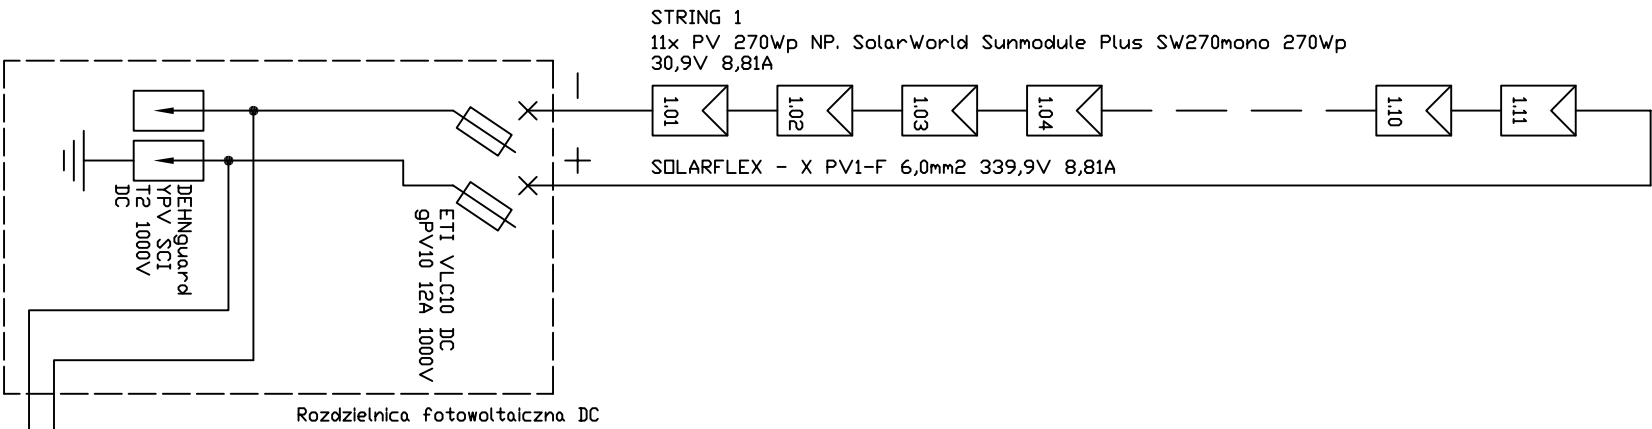 STRING 1
11x PV 270Wp NP. SolarWorld Sunmodule Plus SW270mono 270Wp
30,9V 8,81A
1.01
1.02
1.03
1.04
1.10
1.11
SOLARFLEX - X PV1-F 6,0mm2 339,9V 8,81A
DEHNguard
YPV SCI
T2 1000V
DC
ETI VLC10 DC
gPV10 12A 1000V
Rozdzielnica fotowoltaiczna DC